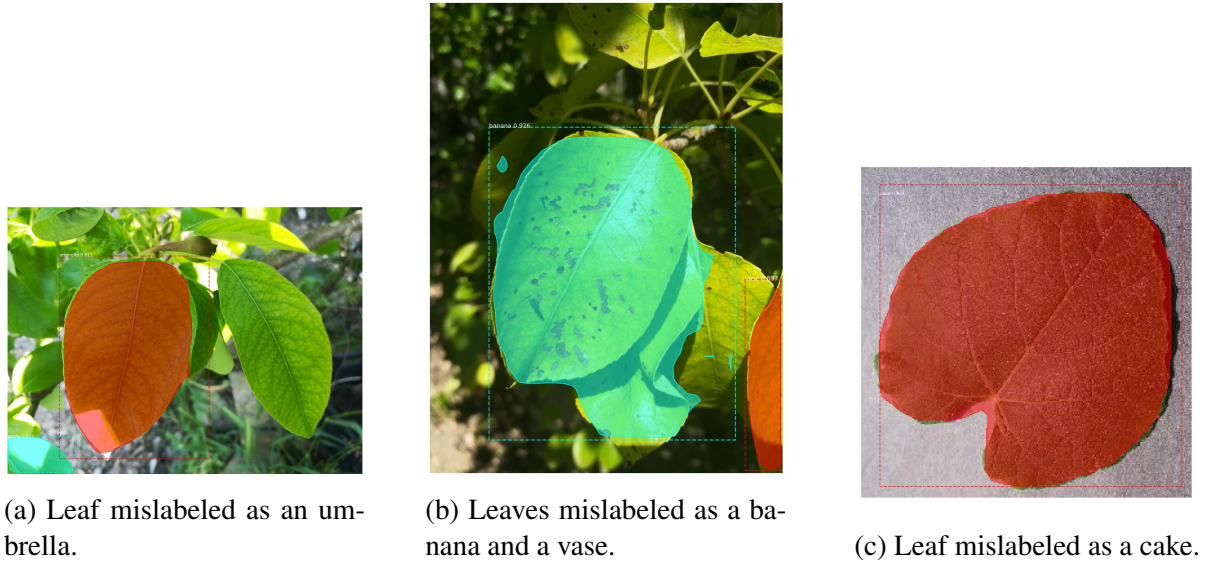 banana 0.926
(a) Leaf mislabeled as an um-
brella.
(b) Leaves mislabeled as a ba-
nana and a vase.
(c) Leaf mislabeled as a cake.